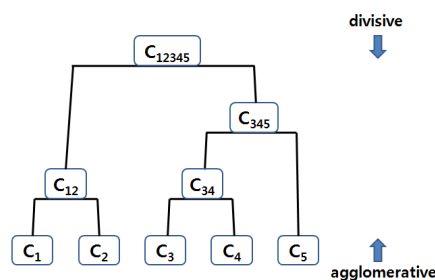 divisive
C12345
C345
C12
C34
C1
C2
C3
C4
C5
agglomerative